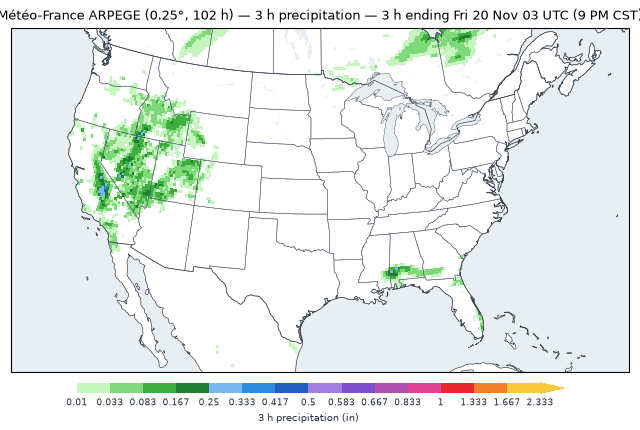 Météo-France ARPEGE (0.25°, 102 h) — 3 h precipitation — 3 h ending Fri 20 Nov 03 UTC (9 PM CST)
0.01 0.033 0.083 0.167 0.25 0.333 0.417 0.5 0.583 0.667 0.833 1 1.333 1.667 2.333
3 h precipitation (in)